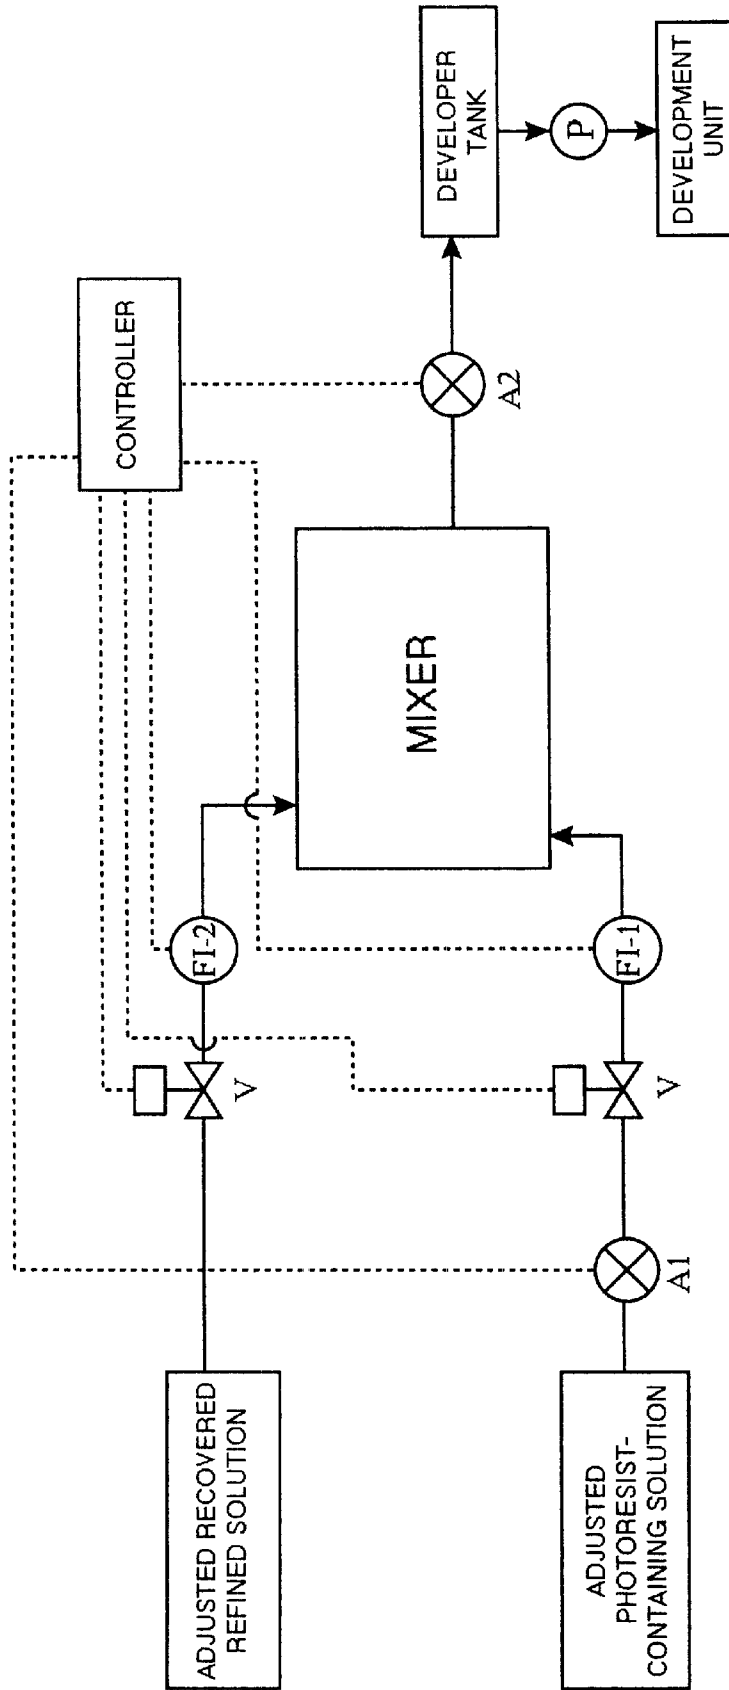 ADJUSTED RECOVERED
REFINED SOLUTION
V
FI-2
CONTROLLER
MIXER
ADJUSTED
PHOTORESIST-
CONTAINING SOLUTION
A1
V
FI-1
A2
DEVELOPER
TANK
P
DEVELOPMENT
UNIT